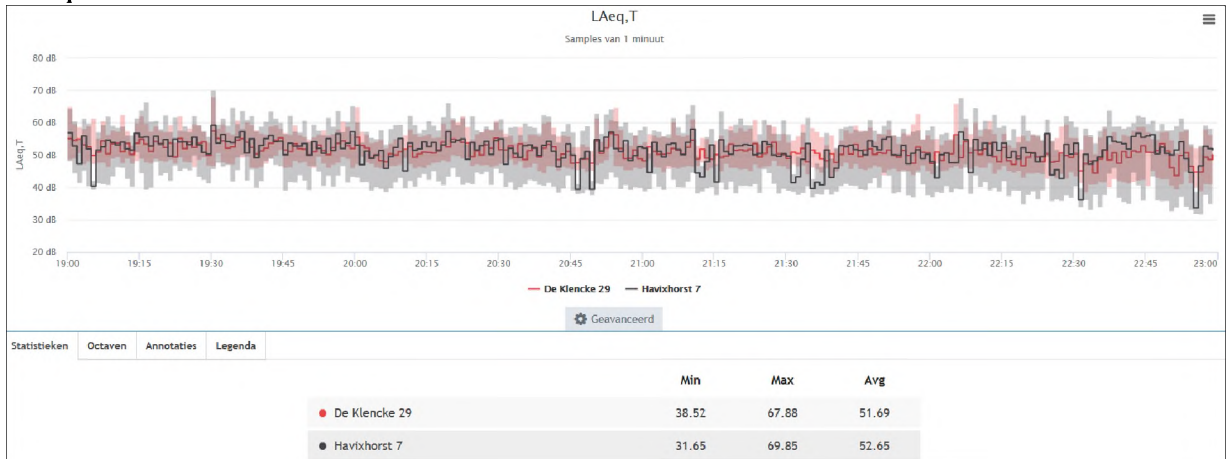 LAeq,T
Samples van 1 minuut
80 dB
70 dB
60 dB
50 dB
40 dB
30 dB
20 dB
LAeq,T
19:00 19:15 19:30 19:45 20:00 20:15 20:30 20:45 21:00 21:15 21:30 21:45 22:00 22:15 22:30 22:45 23:00
De Klencke 29 Havixhorst 7
Geavanceerd
Statistieken Octaven Annotaties Legenda
Min Max Avg
De Klencke 29 38.52 67.88 51.69
Havixhorst 7 31.65 69.85 52.65